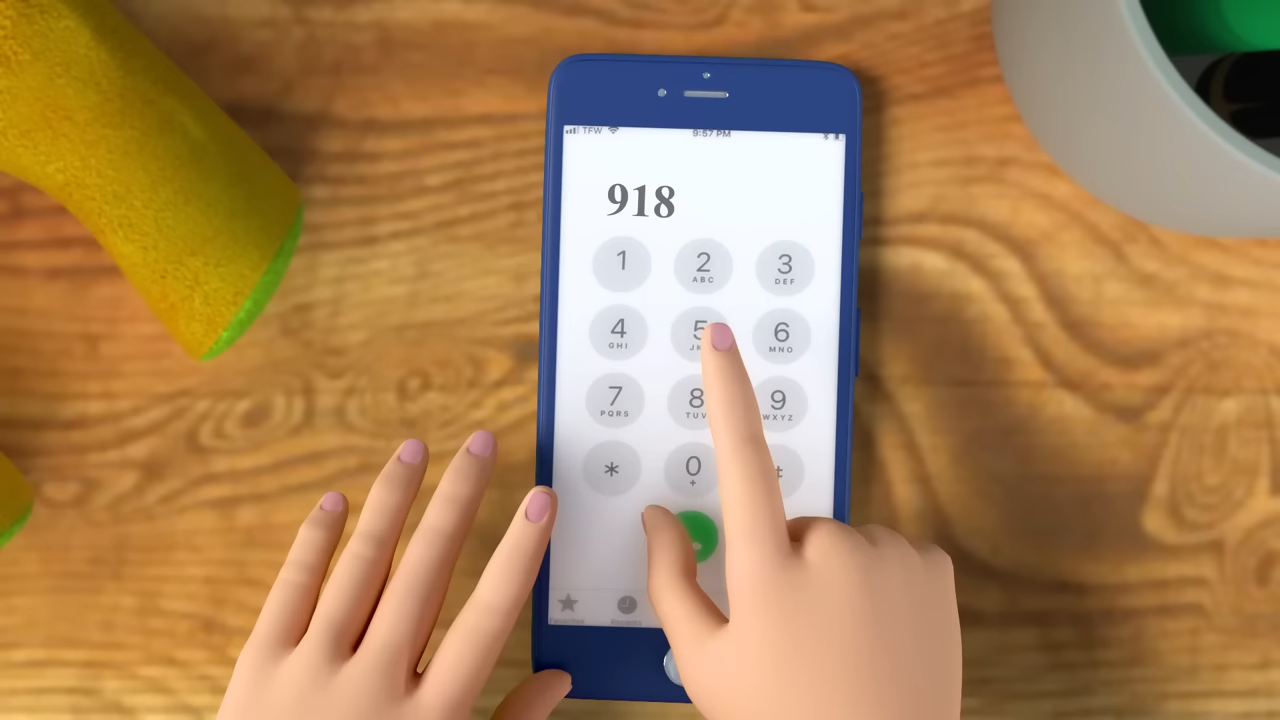 TFW 9:57 PM
918
1 2 3
ABC DEF
4 5 6
GHI MNO
7 8 9
PQRS TUV WXYZ
* 0
+